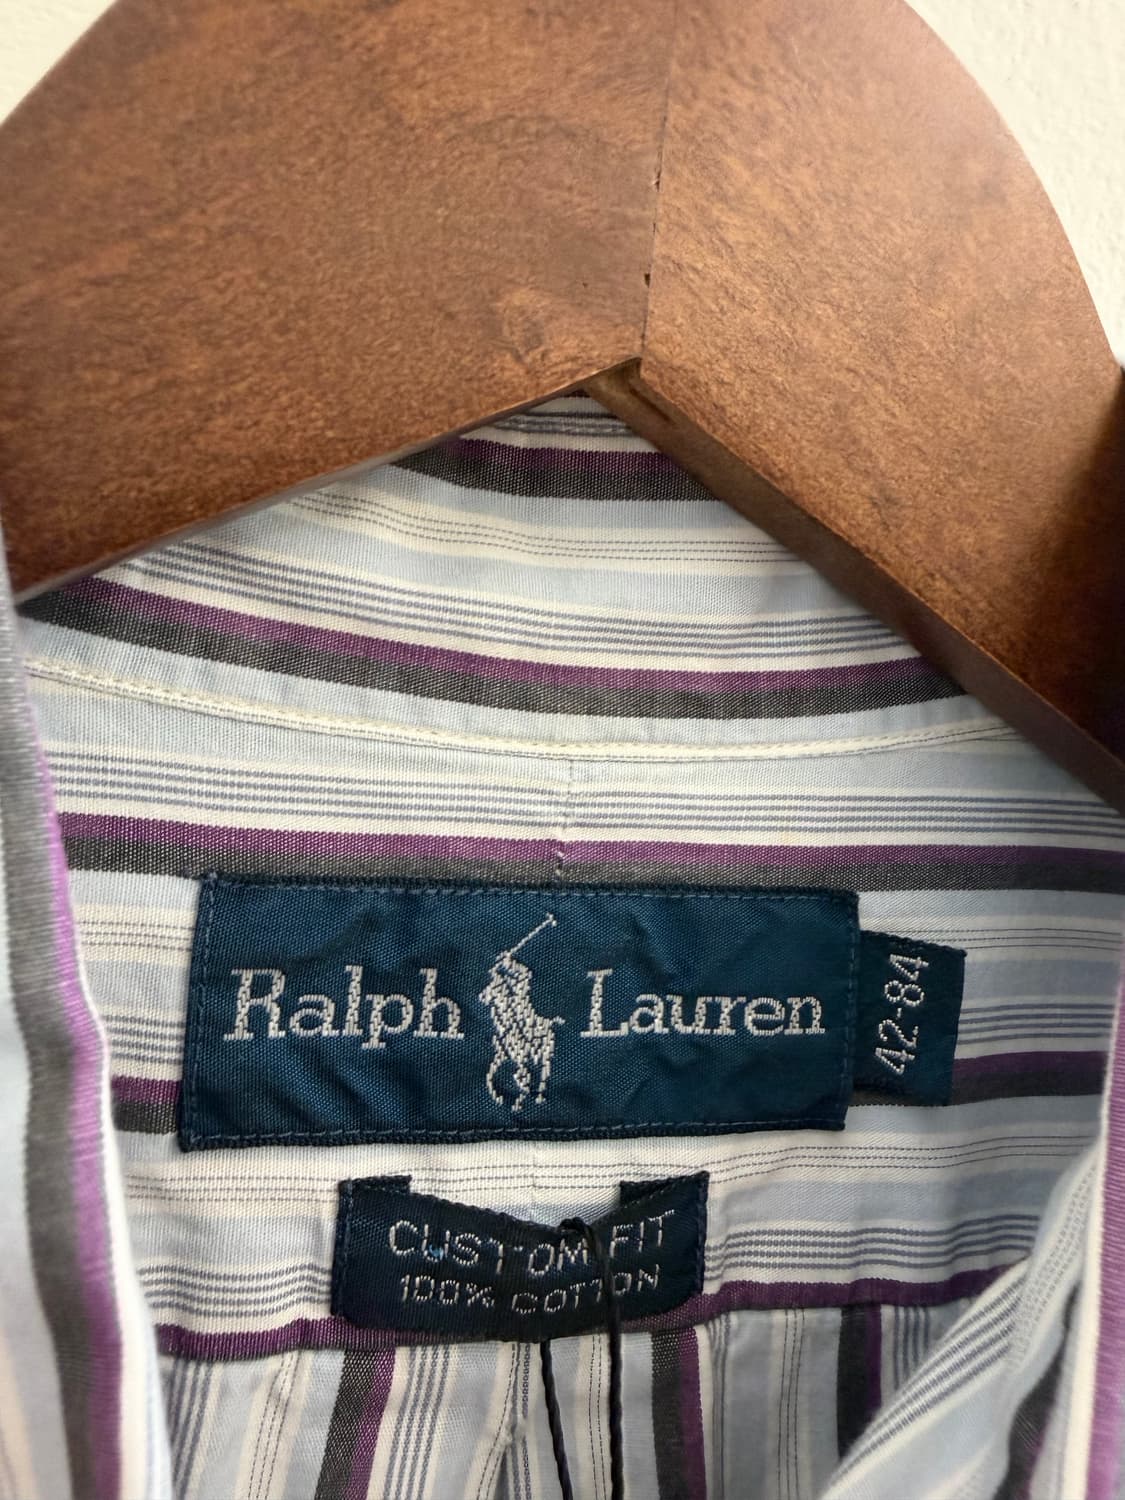 Ralph Lauren
42-84
CUSTOM FIT
100% COTTON